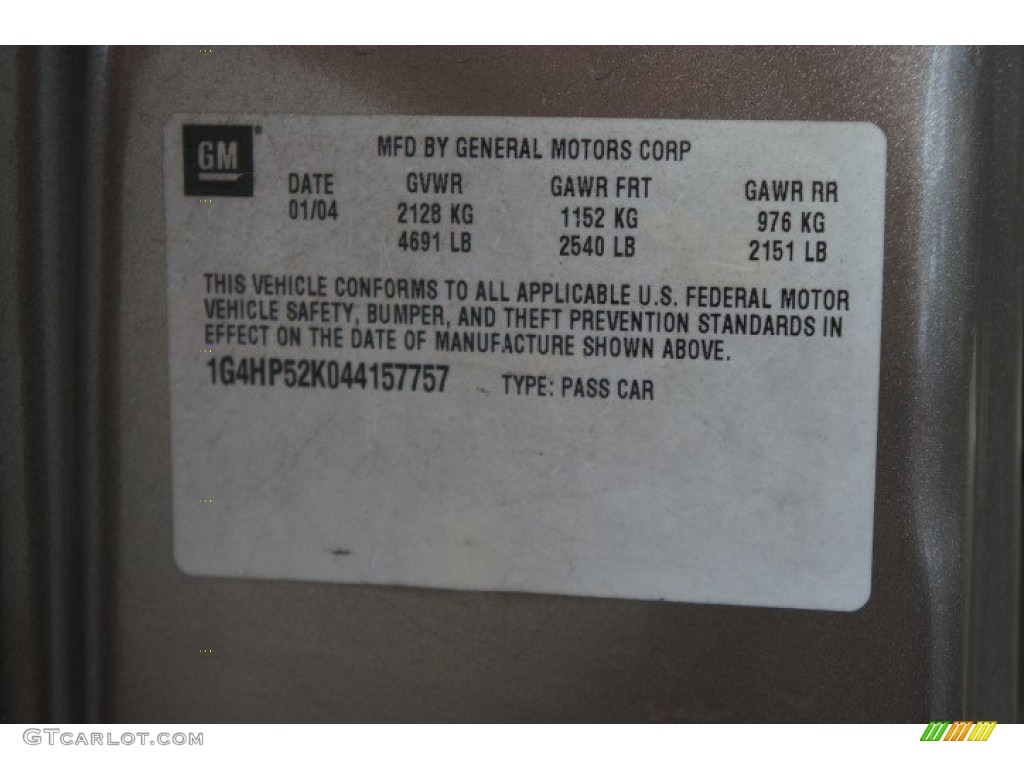 GM
MFD BY GENERAL MOTORS CORP
DATE GVWR GAWR FRT GAWR RR
01/04 2128 KG 1152 KG 976 KG
4691 LB 2540 LB 2151 LB
THIS VEHICLE CONFORMS TO ALL APPLICABLE U.S. FEDERAL MOTOR
VEHICLE SAFETY, BUMPER, AND THEFT PREVENTION STANDARDS IN
EFFECT ON THE DATE OF MANUFACTURE SHOWN ABOVE.
1G4HP52K044157757 TYPE: PASS CAR
GTCARLOT.COM